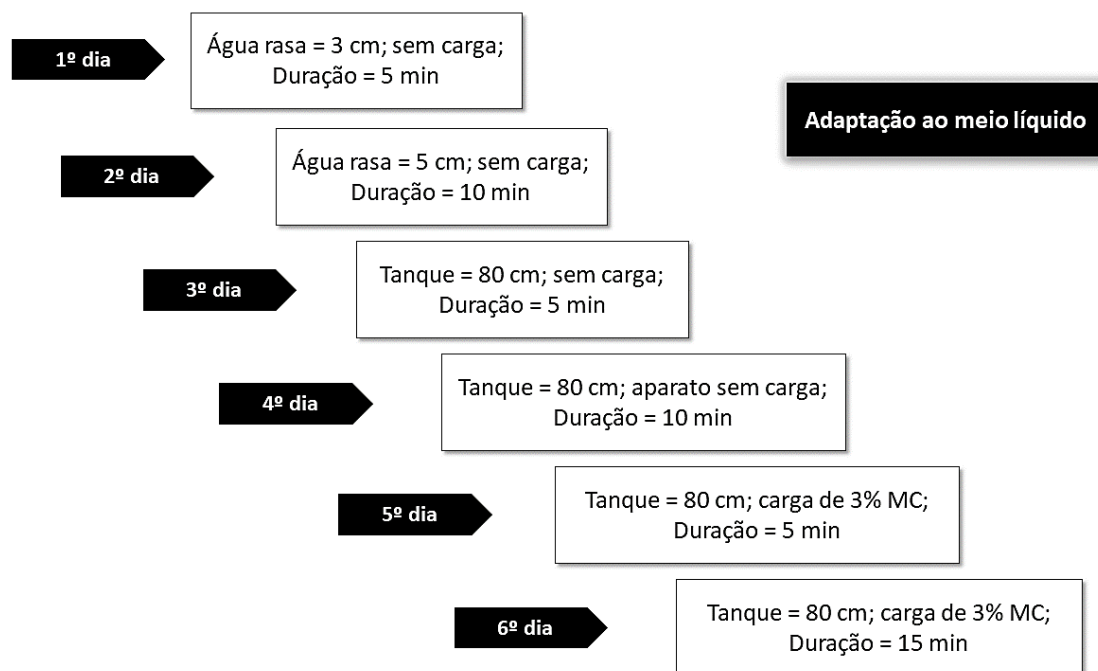 1º dia
Água rasa = 3 cm; sem carga;
Duração = 5 min
Adaptação ao meio líquido
2º dia
Água rasa = 5 cm; sem carga;
Duração = 10 min
3º dia
Tanque = 80 cm; sem carga;
Duração = 5 min
4º dia
Tanque = 80 cm; aparato sem carga;
Duração = 10 min
5º dia
Tanque = 80 cm; carga de 3% MC;
Duração = 5 min
6º dia
Tanque = 80 cm; carga de 3% MC;
Duração = 15 min